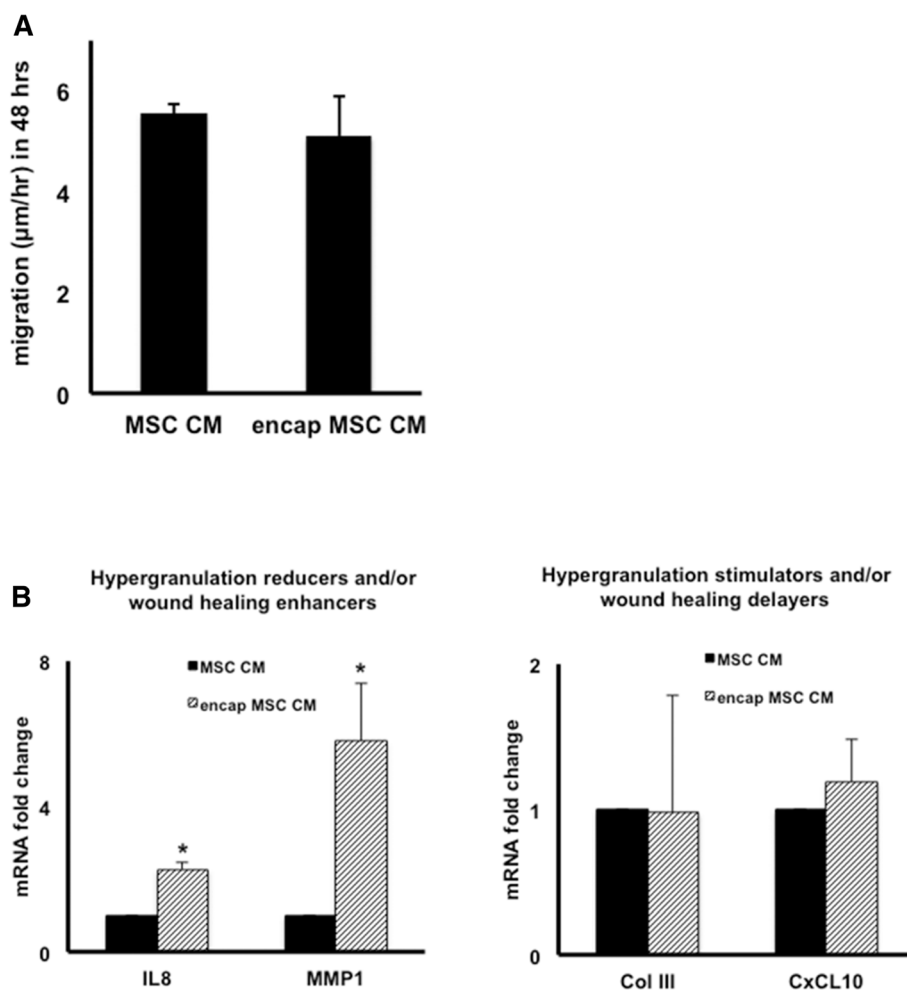 A
migration (µm/hr) in 48 hrs
6
4
2
0
MSC CM encap MSC CM
B
Hypergranulation reducers and/or
wound healing enhancers
mRNA fold change
8
4
0
MSC CM
encap MSC CM
*
*
IL8 MMP1
Hypergranulation stimulators and/or
wound healing delayers
mRNA fold change
2
1
0
MSC CM
encap MSC CM
Col III CxCL10